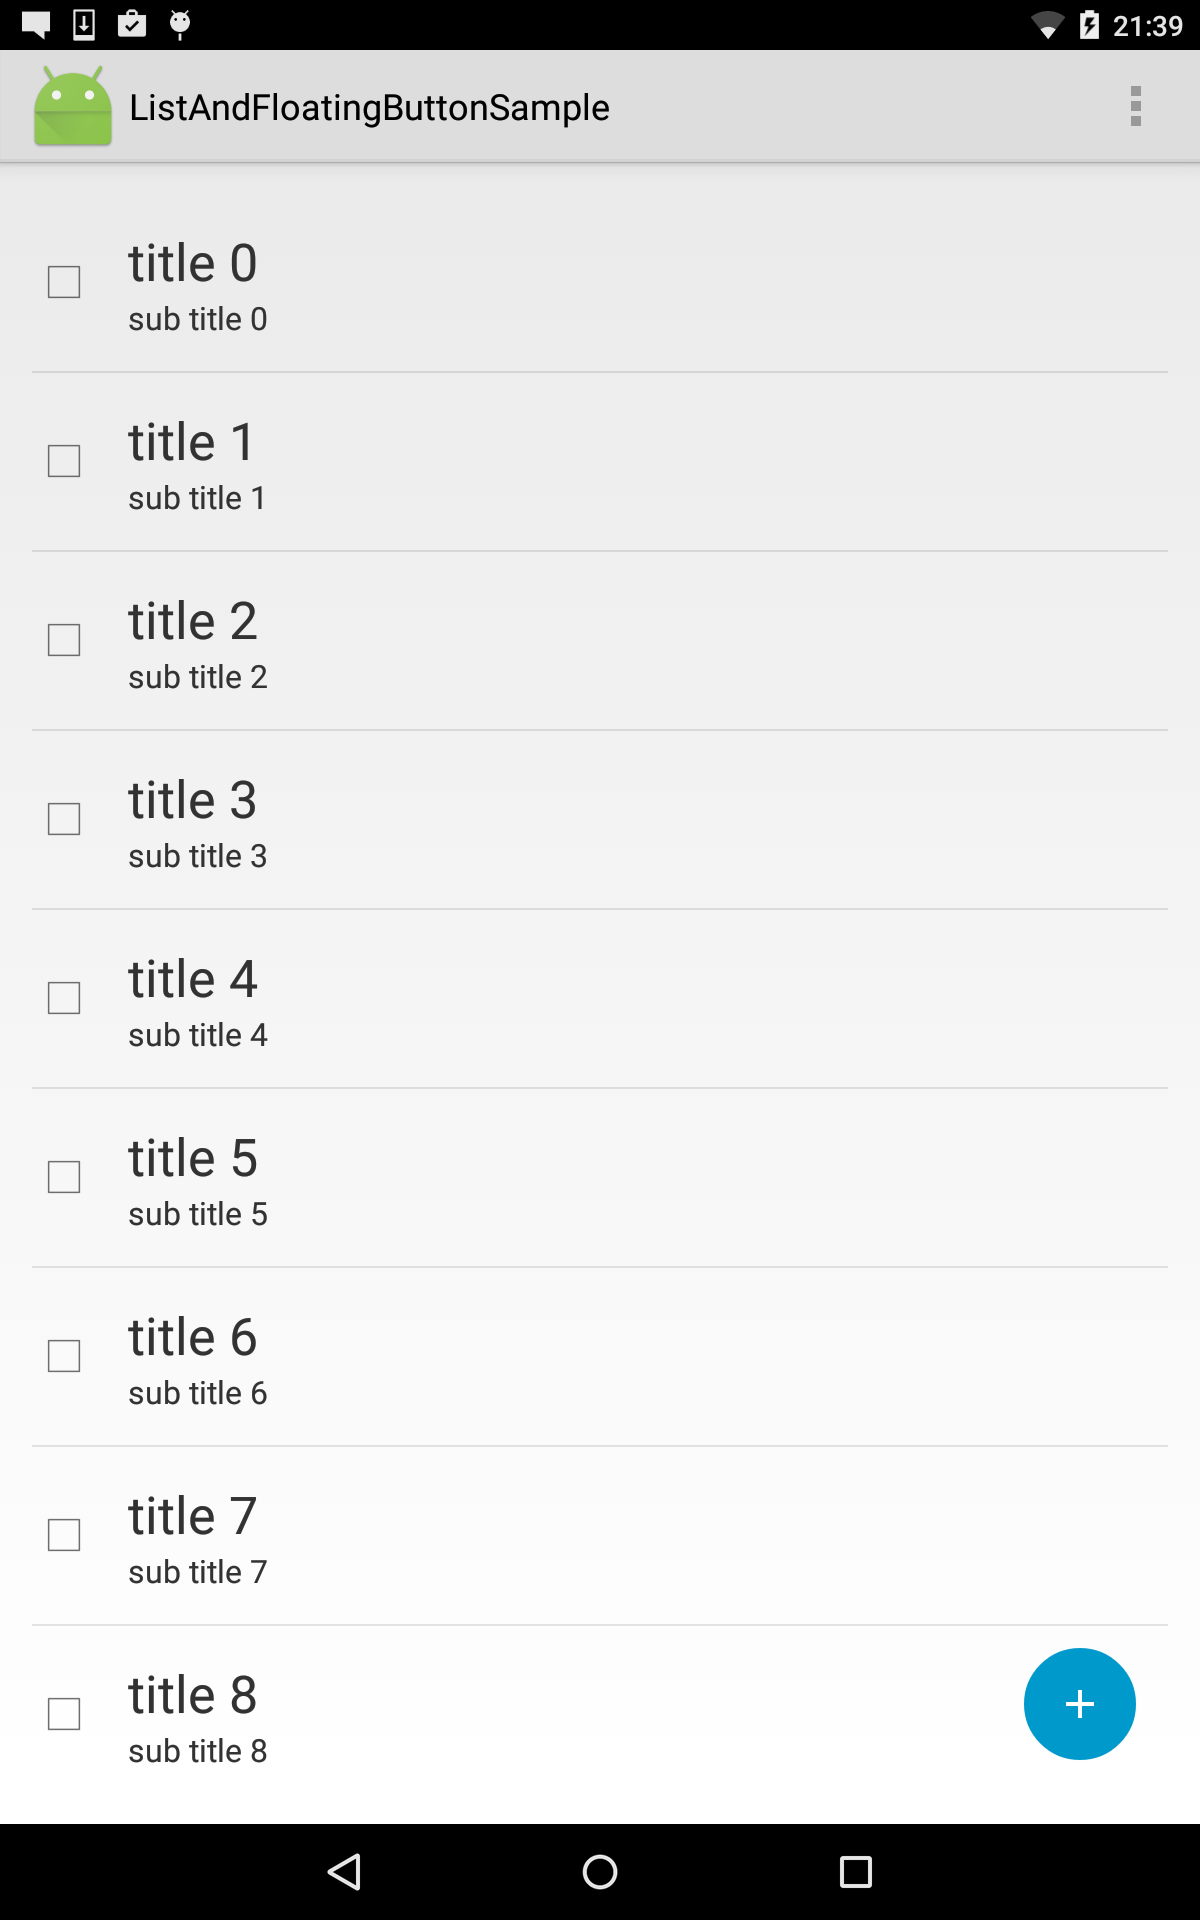 21:39
ListAndFloatingButtonSample
title 0
sub title 0
title 1
sub title 1
title 2
sub title 2
title 3
sub title 3
title 4
sub title 4
title 5
sub title 5
title 6
sub title 6
title 7
sub title 7
title 8
sub title 8